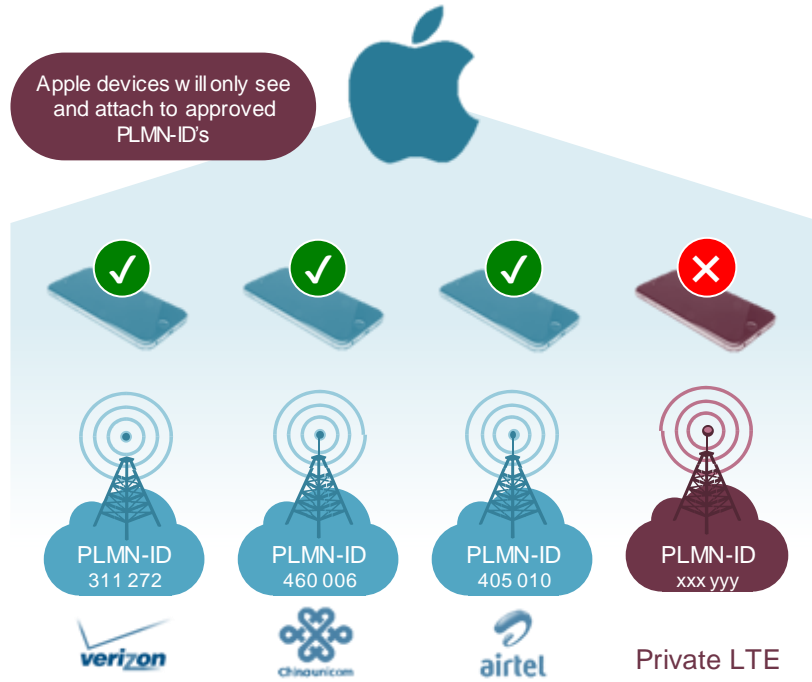 Apple devices will only see
and attach to approved
PLMN-ID's
PLMN-ID
311 272
PLMN-ID
460 006
PLMN-ID
405 010
PLMN-ID
xxx yyy
verizon
Chinaunicom
airtel
Private LTE